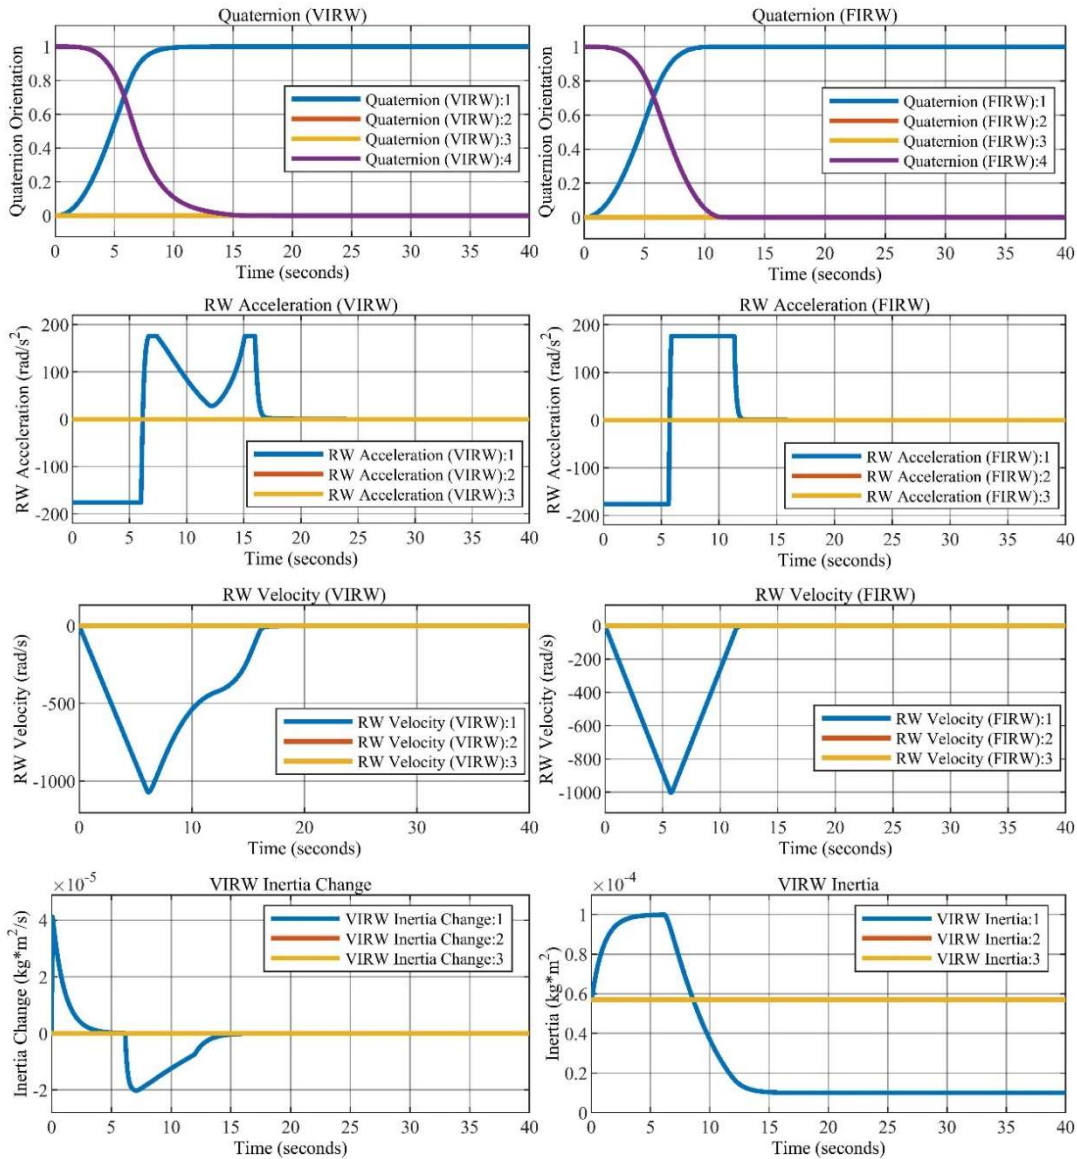 Quaternion (VIRW)
Quaternion Orientation
1
0.8
0.6
0.4
0.2
0
Quaternion (VIRW):1
Quaternion (VIRW):2
Quaternion (VIRW):3
Quaternion (VIRW):4
0 5 10 15 20 25 30 35 40
Time (seconds)
Quaternion (FIRW)
Quaternion Orientation
1
0.8
0.6
0.4
0.2
0
Quaternion (FIRW):1
Quaternion (FIRW):2
Quaternion (FIRW):3
Quaternion (FIRW):4
0 5 10 15 20 25 30 35 40
Time (seconds)
RW Acceleration (VIRW)
RW Acceleration (rad/s²)
200
100
0
-100
-200
RW Acceleration (VIRW):1
RW Acceleration (VIRW):2
RW Acceleration (VIRW):3
0 5 10 15 20 25 30 35 40
Time (seconds)
RW Acceleration (FIRW)
RW Acceleration (rad/s²)
200
100
0
-100
-200
RW Acceleration (FIRW):1
RW Acceleration (FIRW):2
RW Acceleration (FIRW):3
0 5 10 15 20 25 30 35 40
Time (seconds)
RW Velocity (VIRW)
RW Velocity (rad/s)
0
-500
-1000
RW Velocity (VIRW):1
RW Velocity (VIRW):2
RW Velocity (VIRW):3
0 10 20 30 40
Time (seconds)
RW Velocity (FIRW)
RW Velocity (rad/s)
0
-200
-400
-600
-800
-1000
RW Velocity (FIRW):1
RW Velocity (FIRW):2
RW Velocity (FIRW):3
0 5 10 15 20 25 30 35 40
Time (seconds)
VIRW Inertia Change
×10⁻⁵
Inertia Change (kg*m²/s)
4
2
0
-2
VIRW Inertia Change:1
VIRW Inertia Change:2
VIRW Inertia Change:3
0 5 10 15 20 25 30 35 40
Time (seconds)
VIRW Inertia
×10⁻⁴
Inertia (kg*m²)
1
0.8
0.6
0.4
0.2
0
VIRW Inertia:1
VIRW Inertia:2
VIRW Inertia:3
0 5 10 15 20 25 30 35 40
Time (seconds)